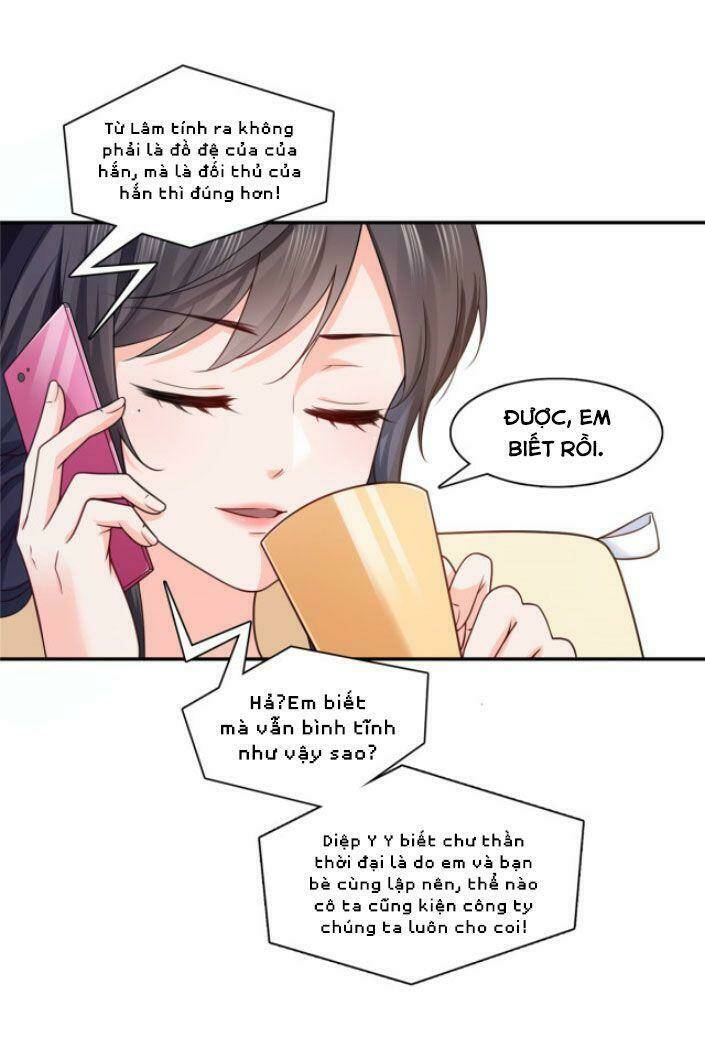 Từ Lâm tính ra không
phải là đồ đệ của của
hắn, mà là đối thủ của
hắn thì đúng hơn!
ĐƯỢC, EM
BIẾT RỒI.
Hả?Em biết
mà vẫn bình tĩnh
như vậy sao?
Diệp Y Y biết chư thần
thời đại là do em và bạn
bè cùng lập nên, thể nào
cô ta cũng kiện công ty
chúng ta luôn cho coi!